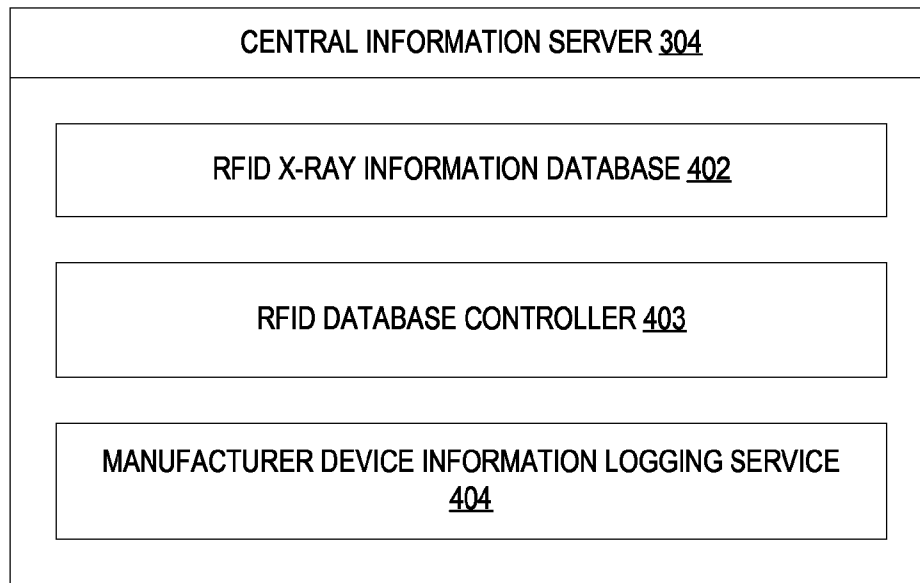 CENTRAL INFORMATION SERVER 304
RFID X-RAY INFORMATION DATABASE 402
RFID DATABASE CONTROLLER 403
MANUFACTURER DEVICE INFORMATION LOGGING SERVICE
404